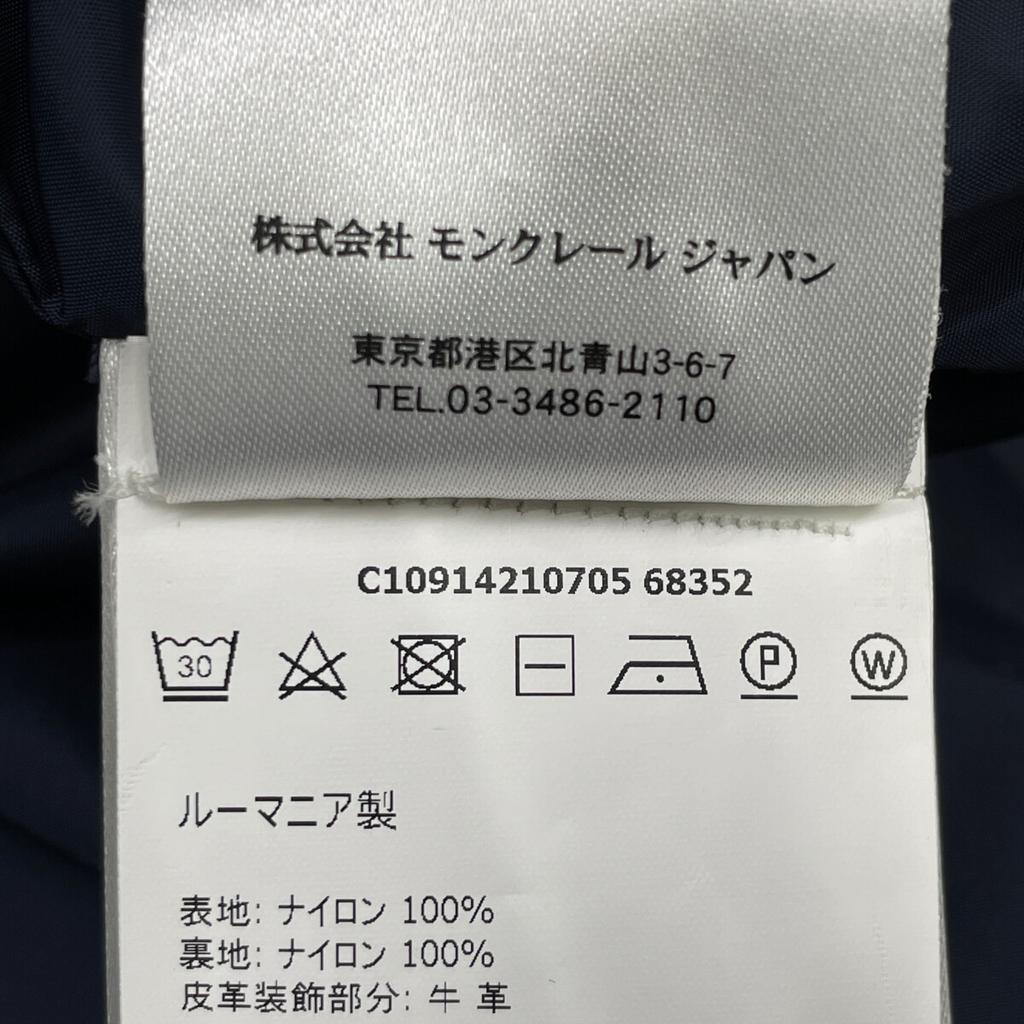 株式会社 モンクレール ジャパン
東京都港区北青山3-6-7
TEL.03-3486-2110
C10914210705 68352
30 P W
ルーマニア製
表地: ナイロン 100%
裏地: ナイロン 100%
皮革装飾部分: 牛 革